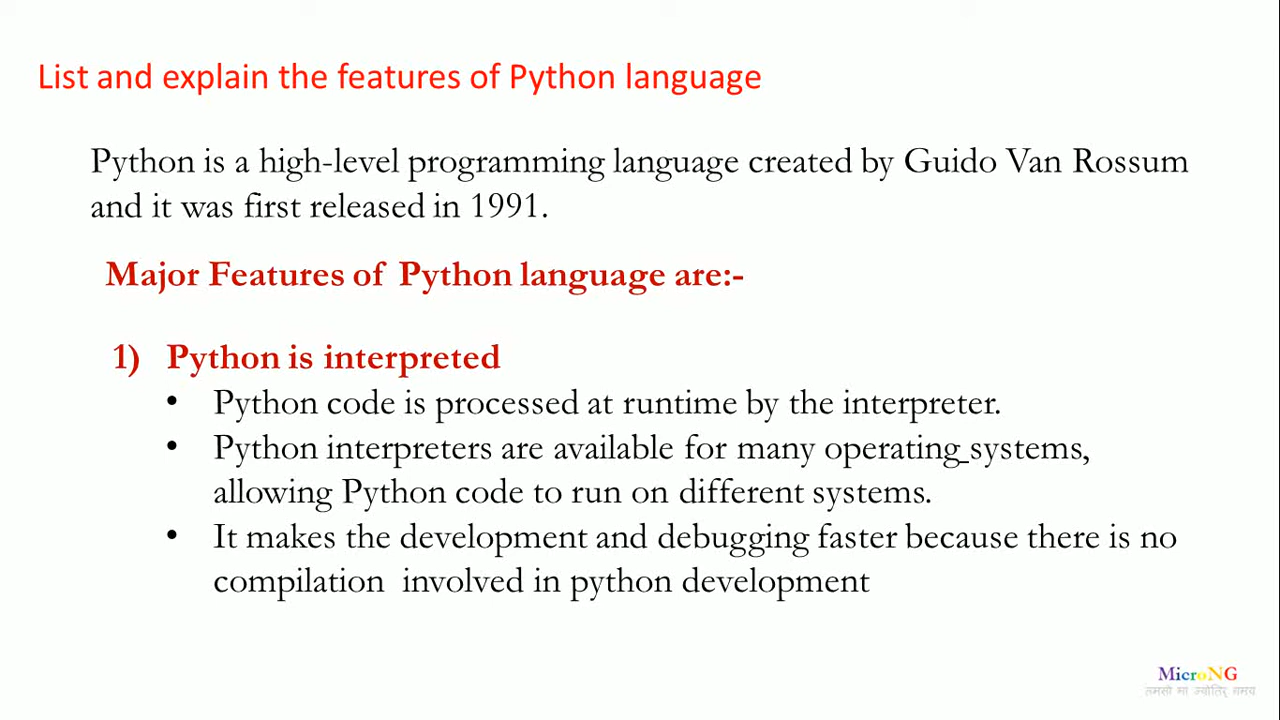 List and explain the features of Python language
Python is a high-level programming language created by Guido Van Rossum
and it was first released in 1991.
Major Features of Python language are:-
1) Python is interpreted
• Python code is processed at runtime by the interpreter.
• Python interpreters are available for many operating_systems,
allowing Python code to run on different systems.
• It makes the development and debugging faster because there is no
compilation involved in python development
MicroNG
तमसो मा ज्योतिर् गमय